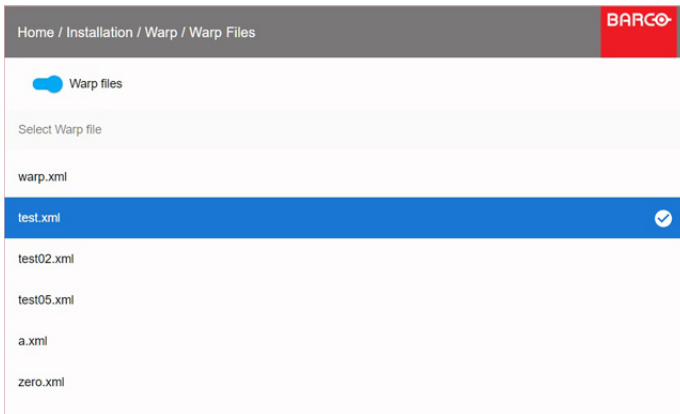 Home / Installation / Warp / Warp Files
BARCO
Warp files
Select Warp file
warp.xml
test.xml
test02.xml
test05.xml
a.xml
zero.xml